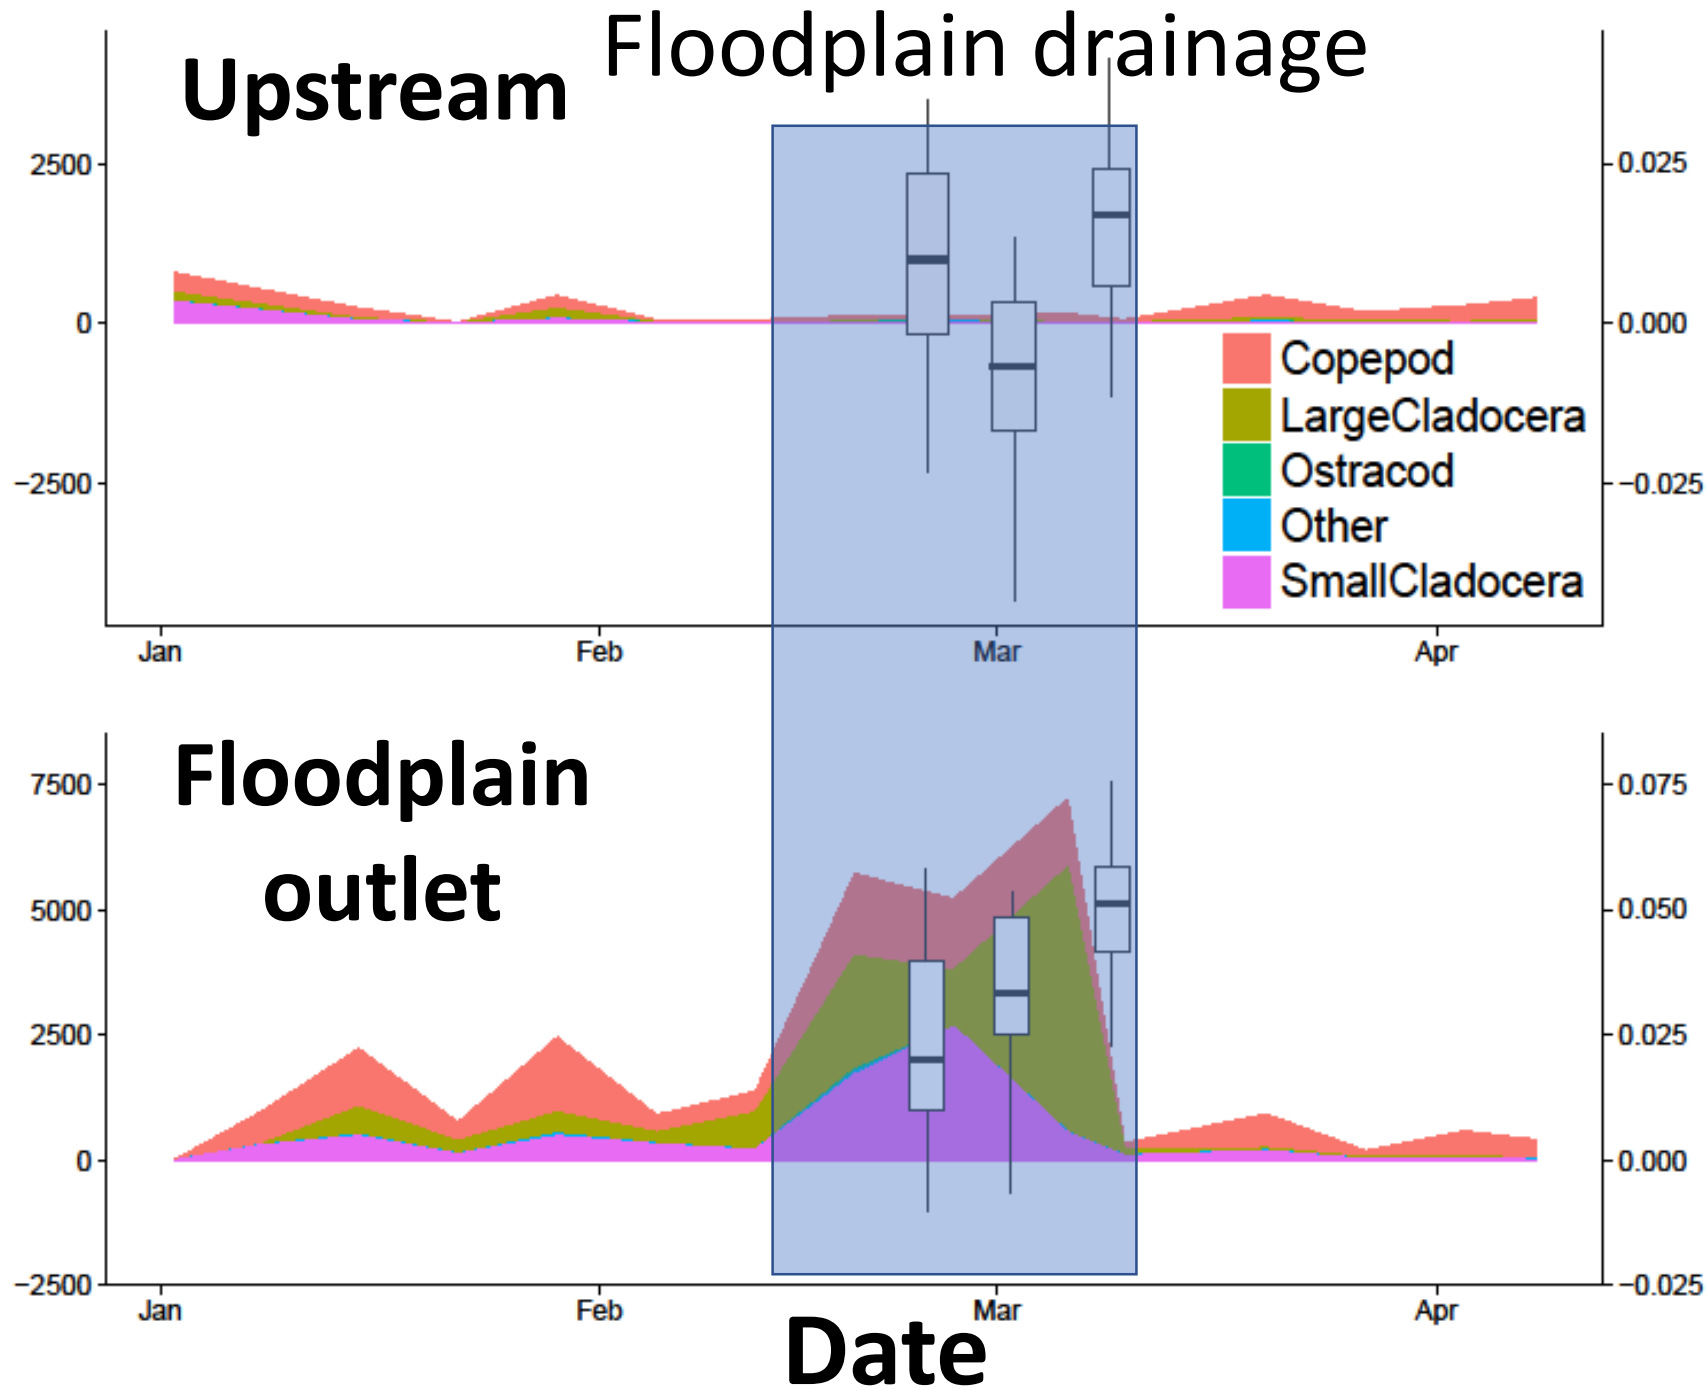 Floodplain drainage
Upstream
2500
0
−2500
0.025
0.000
−0.025
Copepod
LargeCladocera
Ostracod
Other
SmallCladocera
Jan Feb Mar Apr
Floodplain
outlet
7500
5000
2500
0
−2500
0.075
0.050
0.025
0.000
−0.025
Jan Feb Mar Apr
Date